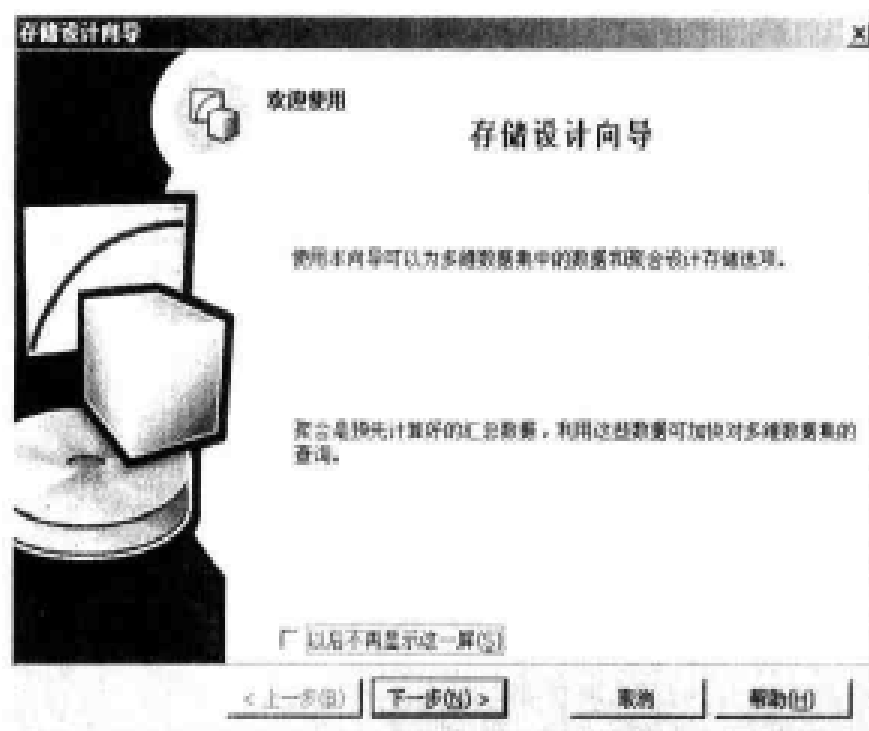 存储设计向导
欢迎使用
存储设计向导
使用本向导可以为多维数据集中的数据和聚合设计存储选项。
聚合是预先计算好的汇总数据，利用这些数据可加快对多维数据集的
查询。
以后不再显示这一屏(S)
<上一步(B)
下一步(N)>
取消
帮助(H)